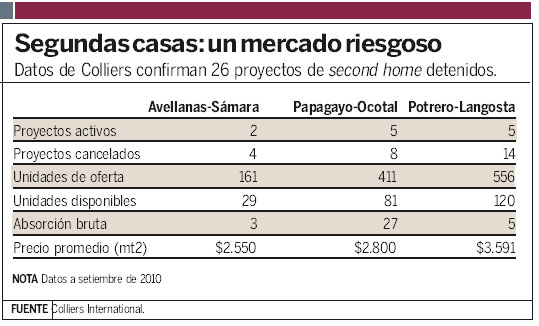 Segundas casas: un mercado riesgoso
Datos de Colliers confirman 26 proyectos de second home detenidos.
Avellanas-Sámara Papagayo-Ocotal Potrero-Langosta
Proyectos activos 2 5 5
Proyectos cancelados 4 8 14
Unidades de oferta 161 411 556
Unidades disponibles 29 81 120
Absorción bruta 3 27 5
Precio promedio (mt2) $2.550 $2.800 $3.591
NOTA Datos a setiembre de 2010
FUENTE Colliers International.